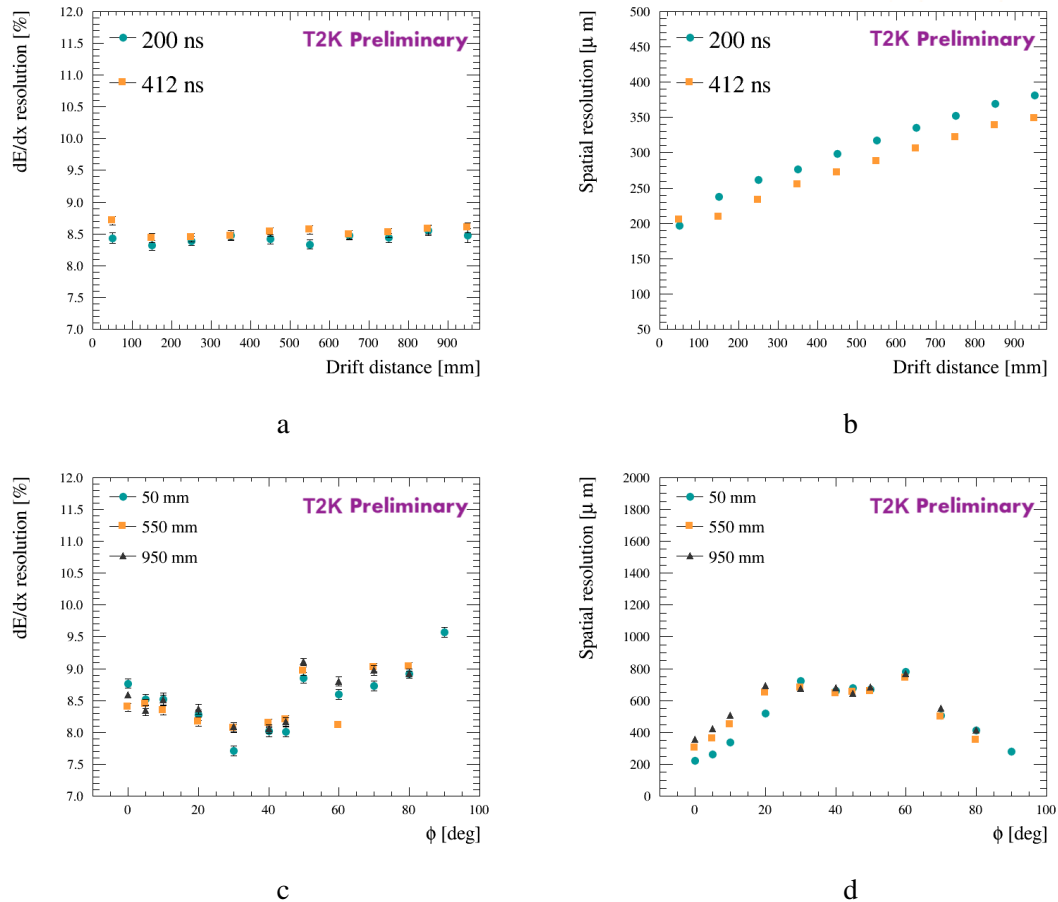 dE/dx resolution [%]
12.0
11.5
11.0
10.5
10.0
9.5
9.0
8.5
8.0
7.5
7.0
T2K Preliminary
200 ns
412 ns
0 100 200 300 400 500 600 700 800 900
Drift distance [mm]
a
Spatial resolution [μ m]
500
450
400
350
300
250
200
150
100
50
T2K Preliminary
200 ns
412 ns
0 100 200 300 400 500 600 700 800 900
Drift distance [mm]
b
dE/dx resolution [%]
12.0
11.5
11.0
10.5
10.0
9.5
9.0
8.5
8.0
7.5
7.0
T2K Preliminary
50 mm
550 mm
950 mm
0 20 40 60 80 100
ϕ [deg]
c
Spatial resolution [μ m]
2000
1800
1600
1400
1200
1000
800
600
400
200
0
T2K Preliminary
50 mm
550 mm
950 mm
0 20 40 60 80 100
ϕ [deg]
d